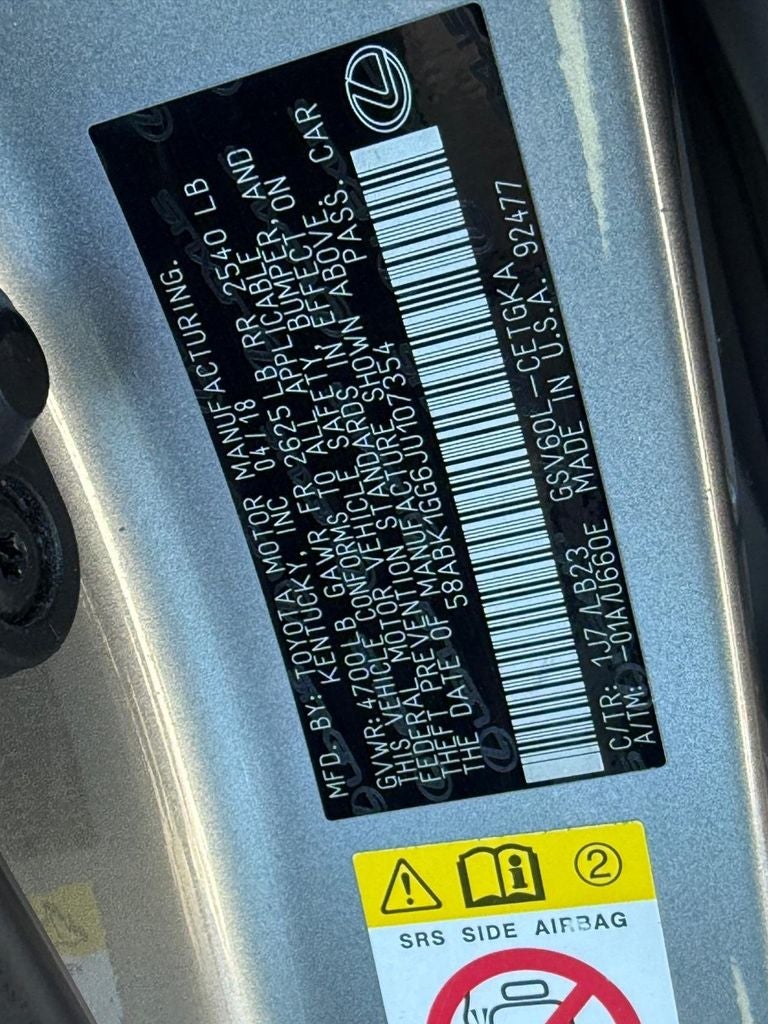 MFD. BY: TOYOTA MOTOR MANUFACTURING.
KENTUCKY, INC 04/18
GVWR: 4700LB GAWR: FR 2625LB RR 2540 LB
THIS VEHICLE CONFORMS TO ALL APPLICABLE
FEDERAL MOTOR VEHICLE SAFETY, BUMPER, AND
THEFT PREVENTION STANDARDS IN EFFECT ON
THE DATE OF MANUFACTURE SHOWN ABOVE.
58ABK1GG6JU107354 PASS. CAR
C/TR: 1J7/LB23 GSV60L-CETGKA
A/TM: -01A/U660E MADE IN U.S.A. 92477
2
SRS SIDE AIRBAG